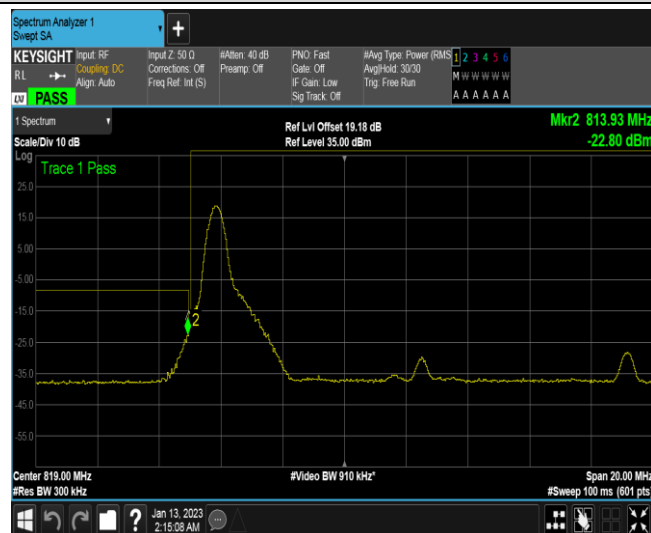 Spectrum Analyzer 1
Swept SA
+
KEYSIGHT Input: RF
RL
Coupling: DC
Align: Auto
Input Z: 50 Ω
Corrections: Off
Freq Ref: Int (S)
#Atten: 40 dB
Preamp: Off
PNO: Fast
Gate: Off
IF Gain: Low
Sig Track: Off
#Avg Type: Power (RMS
Avg|Hold: 30/30
Trig: Free Run
1 2 3 4 5 6
M W W W W W
A A A A A A
PASS
1 Spectrum
Scale/Div 10 dB
Ref Lvl Offset 19.18 dB
Ref Level 35.00 dBm
Mkr2 813.93 MHz
-22.80 dBm
Log
Trace 1 Pass
25.0
15.0
5.00
-5.00
-15.0
2
-25.0
-35.0
-45.0
-55.0
Center 819.00 MHz
#Res BW 300 kHz
#Video BW 910 kHz*
Span 20.00 MHz
#Sweep 100 ms (601 pts)
?
Jan 13, 2023
2:15:08 AM